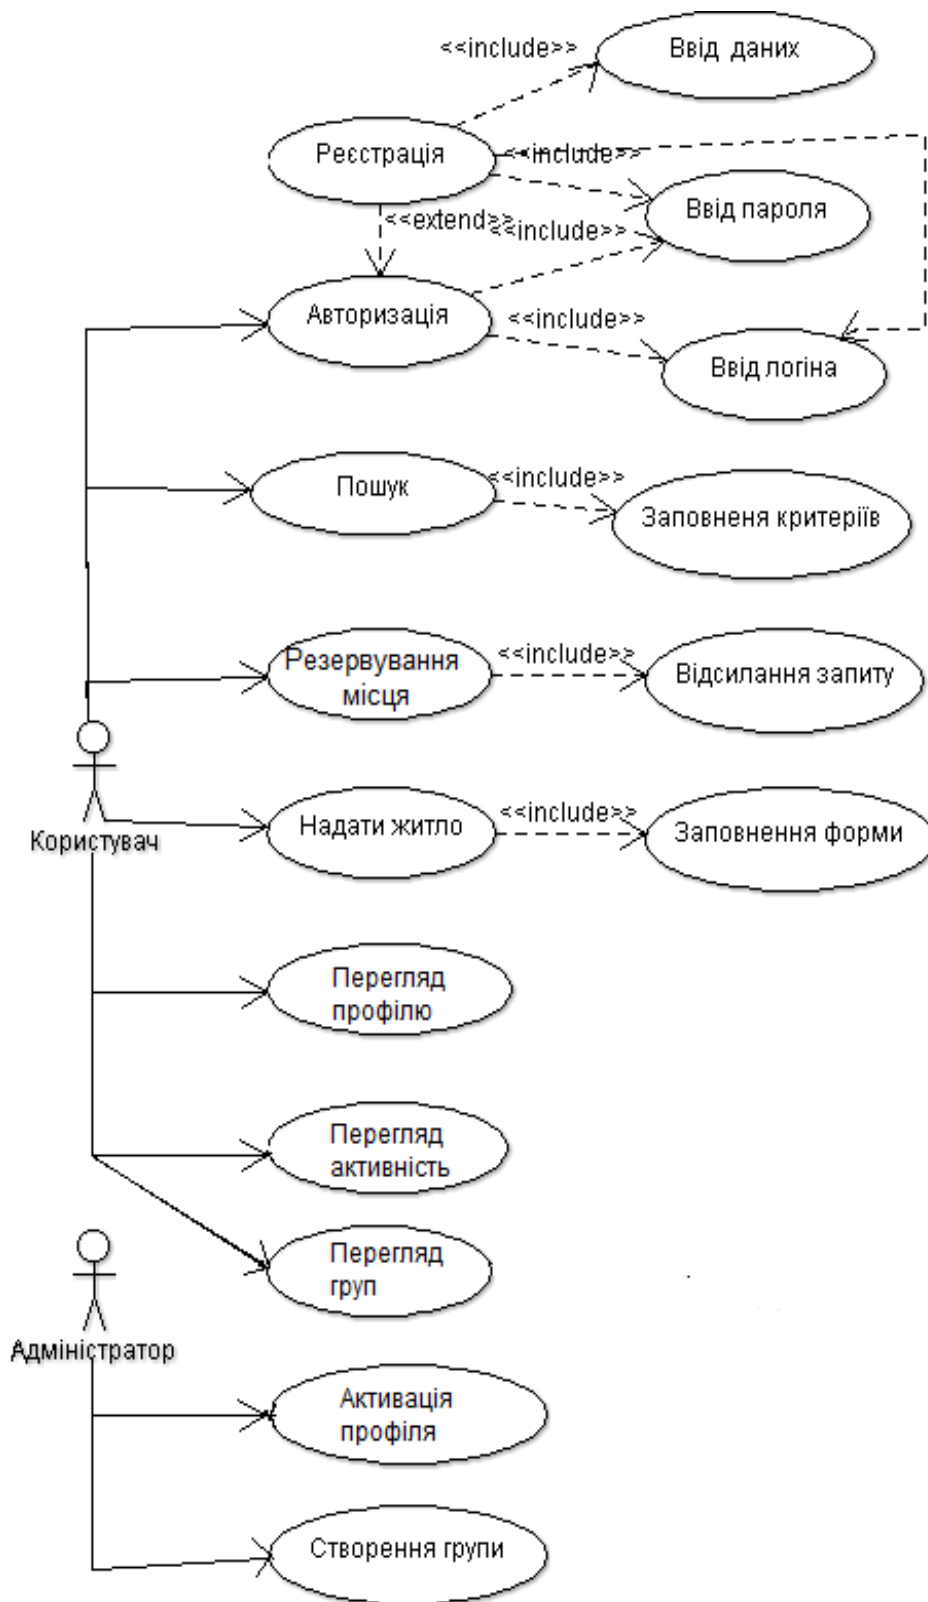 <<include>>
Ввід даних
Реєстрація
<<include>>
Ввід пароля
<<extend>>
<<include>>
Авторизація
<<include>>
Ввід логіна
Пошук
<<include>>
Заповненя критеріїв
Резервування
місця
<<include>>
Відсилання запиту
Користувач
Надати житло
<<include>>
Заповнення форми
Перегляд
профілю
Перегляд
активність
Перегляд
груп
Адміністратор
Активація
профіля
Створення групи